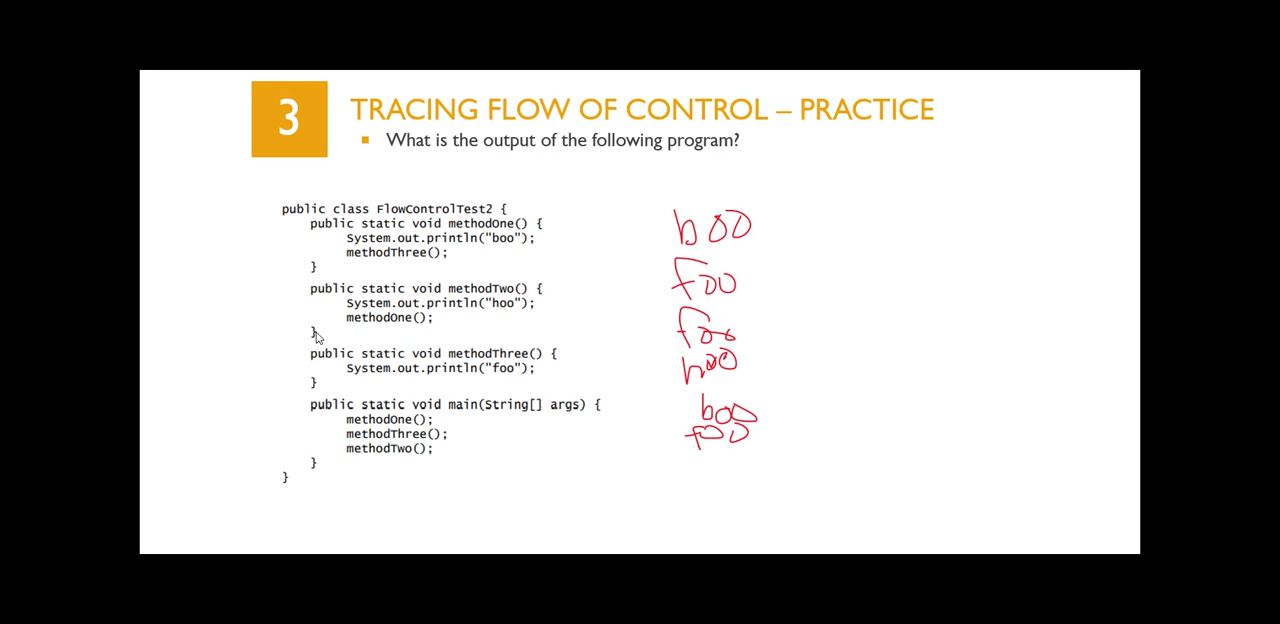 3
TRACING FLOW OF CONTROL – PRACTICE
▪ What is the output of the following program?
public class FlowControlTest2 {
public static void methodOne() {
System.out.println("boo");
methodThree();
}
public static void methodTwo() {
System.out.println("hoo");
methodOne();
}
public static void methodThree() {
System.out.println("foo");
}
public static void main(String[] args) {
methodOne();
methodThree();
methodTwo();
}
}
boo
foo
foo
hoo
boo
foo